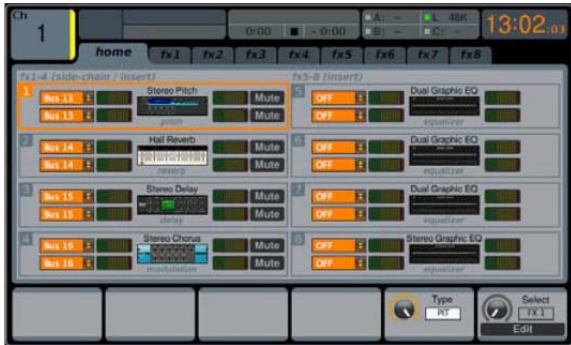 Ch
1
0:00 - 0:00
A: - L 48K
B: - C: -
13:02:03
home fx1 fx2 fx3 fx4 fx5 fx6 fx7 fx8
fx1-4 (side-chain / insert)
fx5-8 (insert)
1 Bus 13 Stereo Pitch Mute
Bus 13 pitch Mute
5 OFF Dual Graphic EQ
OFF equalizer
2 Bus 14 Hall Reverb Mute
Bus 14 reverb Mute
6 OFF Dual Graphic EQ
OFF equalizer
3 Bus 15 Stereo Delay Mute
Bus 15 delay Mute
7 OFF Dual Graphic EQ
OFF equalizer
4 Bus 16 Stereo Chorus Mute
Bus 16 modulation Mute
8 OFF Stereo Graphic EQ
OFF equalizer
Type
PIT
Select
FX 1
Edit